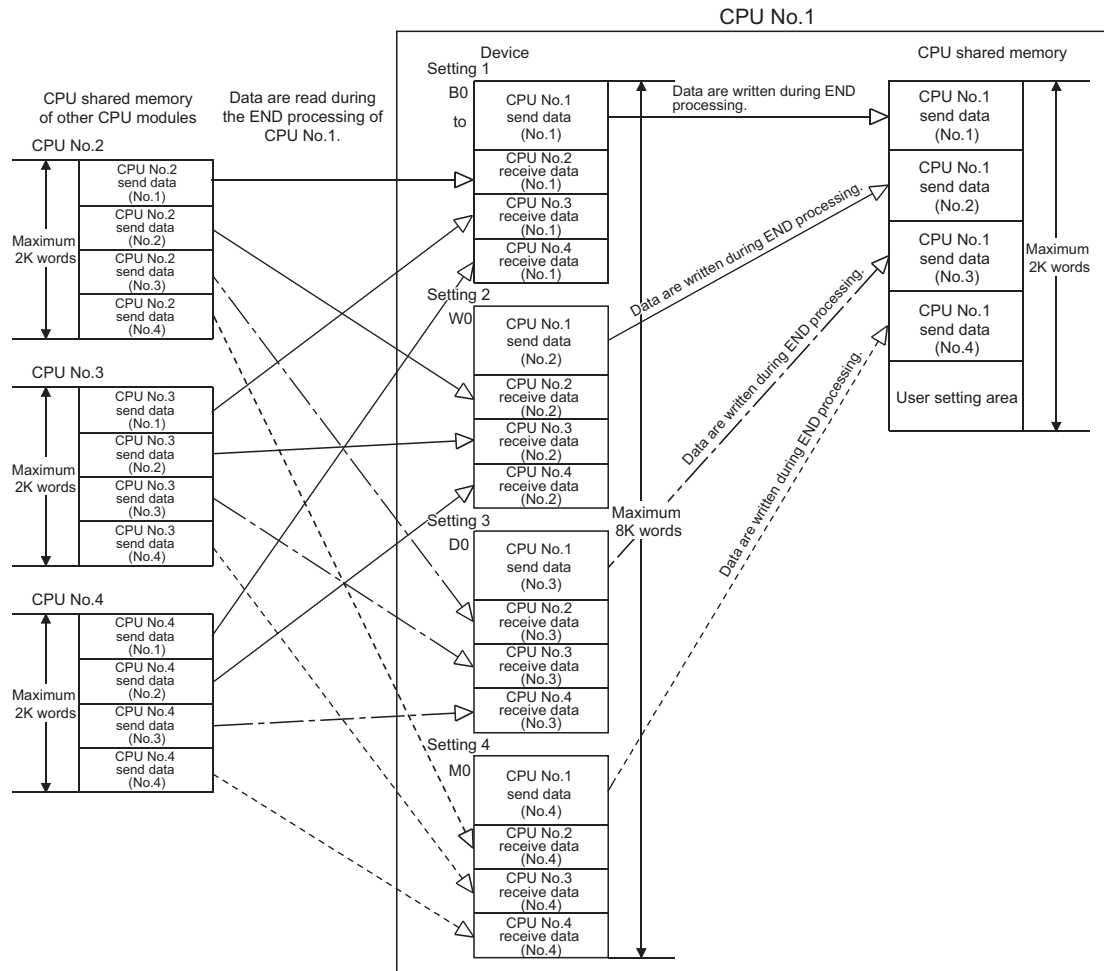 CPU No.1
CPU shared memory
of other CPU modules
Data are read during
the END processing of
CPU No.1.
CPU No.2
Maximum
2K words
CPU No.2
send data
(No.1)
CPU No.2
send data
(No.2)
CPU No.2
send data
(No.3)
CPU No.2
send data
(No.4)
CPU No.3
Maximum
2K words
CPU No.3
send data
(No.1)
CPU No.3
send data
(No.2)
CPU No.3
send data
(No.3)
CPU No.3
send data
(No.4)
CPU No.4
Maximum
2K words
CPU No.4
send data
(No.1)
CPU No.4
send data
(No.2)
CPU No.4
send data
(No.3)
CPU No.4
send data
(No.4)
Device
Setting 1
B0
to
CPU No.1
send data
(No.1)
CPU No.2
receive data
(No.1)
CPU No.3
receive data
(No.1)
CPU No.4
receive data
(No.1)
Setting 2
W0
CPU No.1
send data
(No.2)
CPU No.2
receive data
(No.2)
CPU No.3
receive data
(No.2)
CPU No.4
receive data
(No.2)
Setting 3
D0
CPU No.1
send data
(No.3)
CPU No.2
receive data
(No.3)
CPU No.3
receive data
(No.3)
CPU No.4
receive data
(No.3)
Setting 4
M0
CPU No.1
send data
(No.4)
CPU No.2
receive data
(No.4)
CPU No.3
receive data
(No.4)
CPU No.4
receive data
(No.4)
Maximum
8K words
Data are written during END
processing.
Data are written during END processing.
Data are written during END processing.
Data are written during END processing.
CPU shared memory
CPU No.1
send data
(No.1)
CPU No.1
send data
(No.2)
CPU No.1
send data
(No.3)
CPU No.1
send data
(No.4)
User setting area
Maximum
2K words